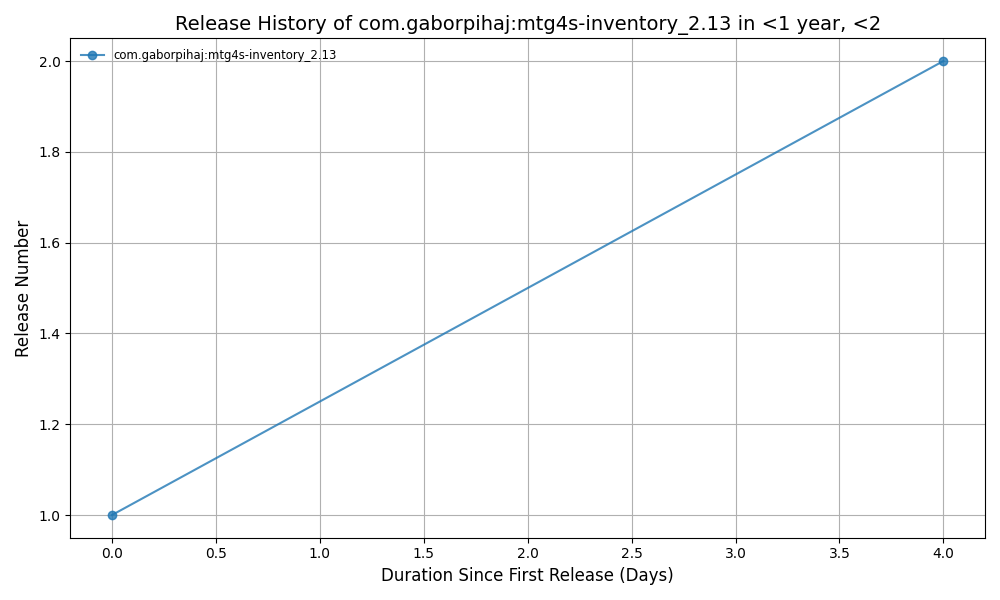 Release History of com.gaborpihaj:mtg4s-inventory_2.13 in <1 year, <2
com.gaborpihaj:mtg4s-inventory_2.13
Release Number
2.0
1.8
1.6
1.4
1.2
1.0
0.0 0.5 1.0 1.5 2.0 2.5 3.0 3.5 4.0
Duration Since First Release (Days)